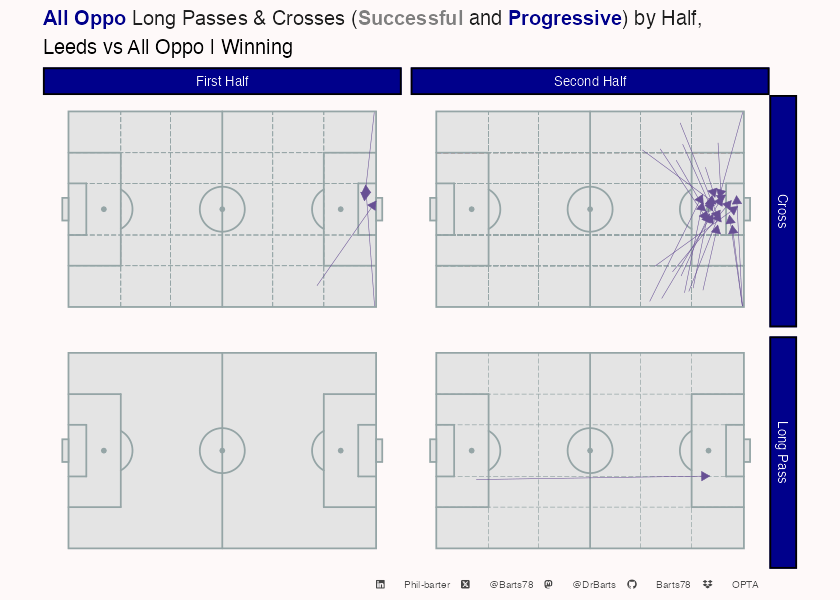 All Oppo Long Passes & Crosses (Successful and Progressive) by Half,
Leeds vs All Oppo I Winning
First Half
Second Half
Cross
Long Pass
Phil-barter @Barts78 @DrBarts Barts78 OPTA